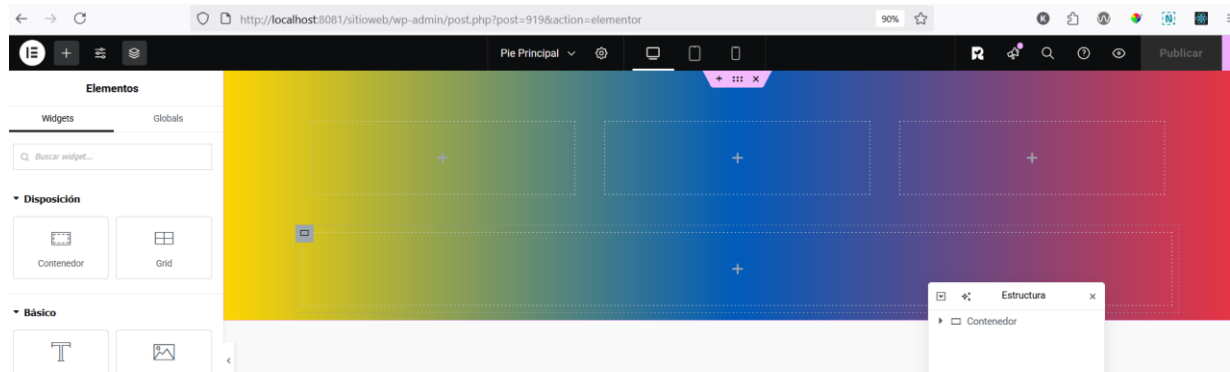 http://localhost:8081/sitioweb/wp-admin/post.php?post=919&action=elementor
90%
K
Pie Principal
Publicar
Elementos
Widgets
Globals
Buscar widget...
Disposición
Contenedor
Grid
Básico
Estructura
Contenedor